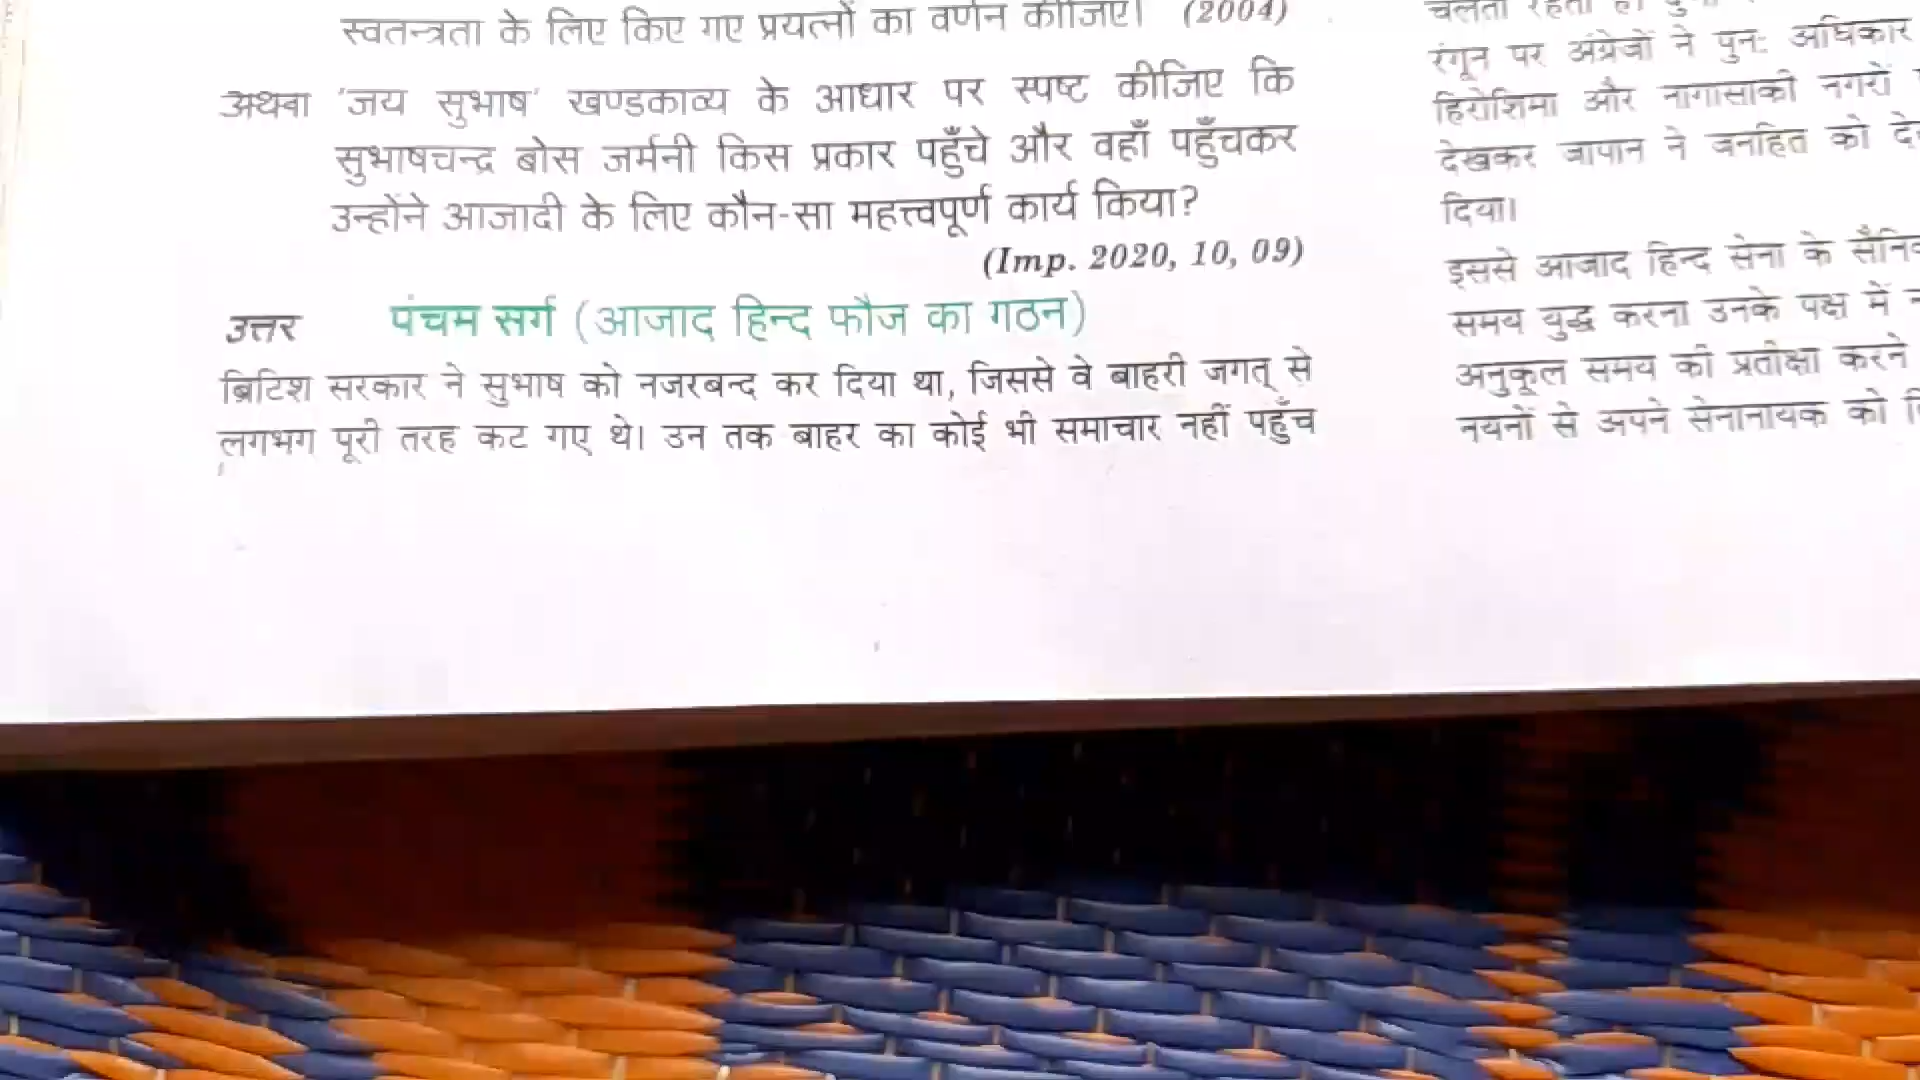 स्वतन्त्रता के लिए किए गए प्रयत्नों का वर्णन कीजिए। (2004)
अथवा 'जय सुभाष' खण्डकाव्य के आधार पर स्पष्ट कीजिए कि
सुभाषचन्द्र बोस जर्मनी किस प्रकार पहुँचे और वहाँ पहुँचकर
उन्होंने आजादी के लिए कौन-सा महत्त्वपूर्ण कार्य किया?
(Imp. 2020, 10, 09)
उत्तर पंचम सर्ग (आजाद हिन्द फौज का गठन)
ब्रिटिश सरकार ने सुभाष को नजरबन्द कर दिया था, जिससे वे बाहरी जगत् से
लगभग पूरी तरह कट गए थे। उन तक बाहर का कोई भी समाचार नहीं पहुँच
चलता रहता
रंगून पर अंग्रेजों ने पुन: अधिकार
हिरोशिमा और नागासाकी नगरों
देखकर जापान ने जनहित को
दिया।
इससे आजाद हिन्द सेना के
समय युद्ध करना उनके पक्ष में
अनुकूल समय की प्रतीक्षा करने
नयनों से अपने सेनानायक को